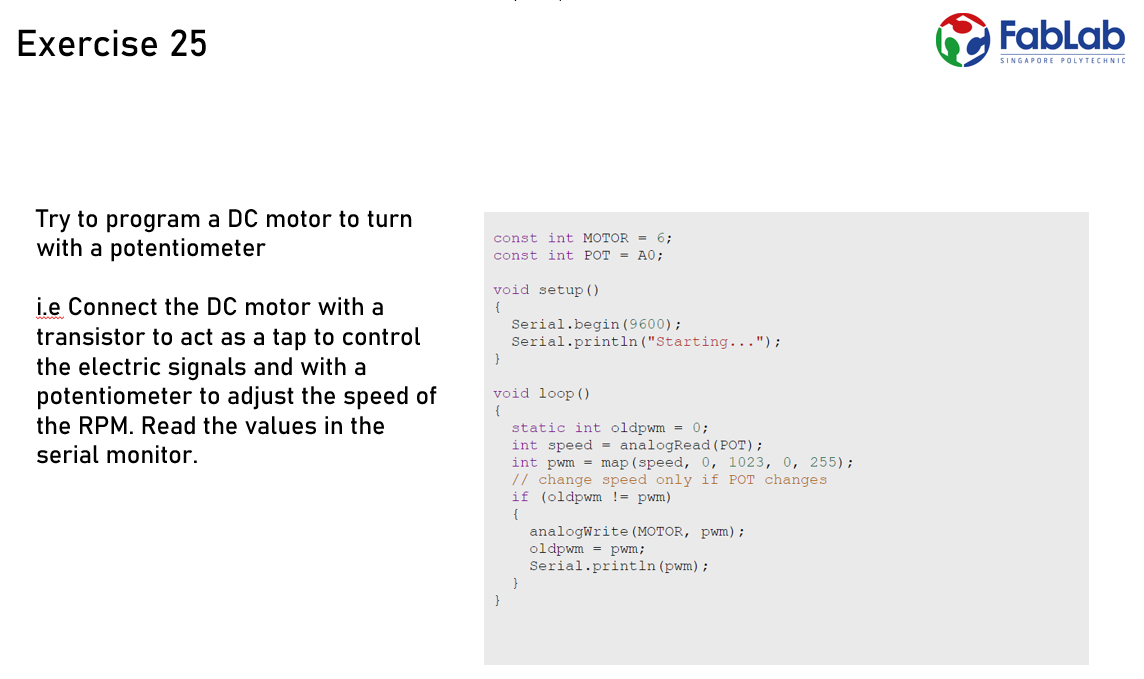 Exercise 25
FabLab
SINGAPORE POLYTECHNIC
Try to program a DC motor to turn
with a potentiometer
i.e Connect the DC motor with a
transistor to act as a tap to control
the electric signals and with a
potentiometer to adjust the speed of
the RPM. Read the values in the
serial monitor.
const int MOTOR = 6;
const int POT = A0;
void setup()
{
  Serial.begin(9600);
  Serial.println("Starting...");
}
void loop()
{
  static int oldpwm = 0;
  int speed = analogRead(POT);
  int pwm = map(speed, 0, 1023, 0, 255);
  // change speed only if POT changes
  if (oldpwm != pwm)
  {
    analogWrite(MOTOR, pwm);
    oldpwm = pwm;
    Serial.println(pwm);
  }
}